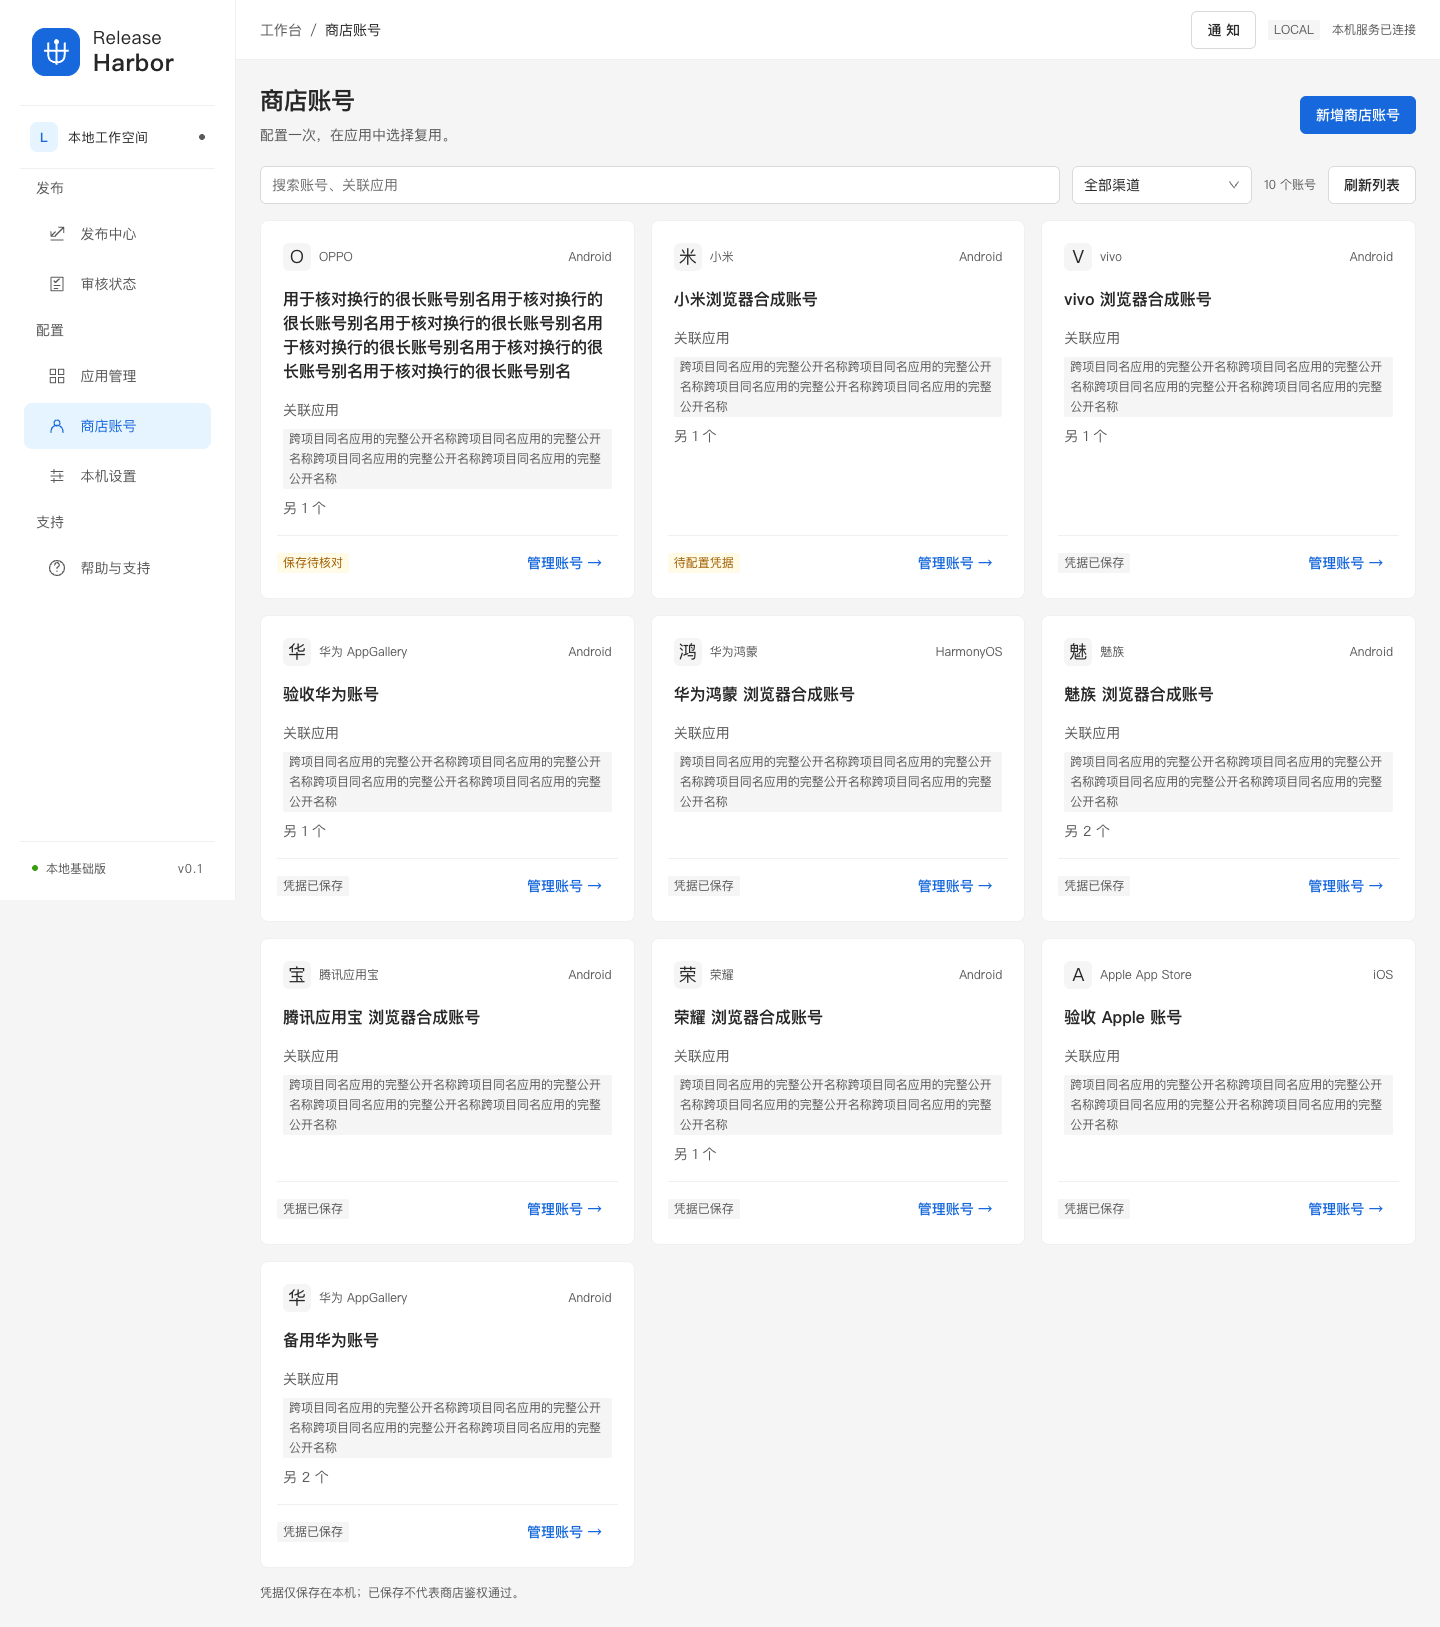 Release
Harbor
L 本地工作空间
发布
发布中心
审核状态
配置
应用管理
商店账号
本机设置
支持
帮助与支持
本地基础版 v0.1
工作台 / 商店账号
通 知 LOCAL 本机服务已连接
商店账号
配置一次，在应用中选择复用。
新增商店账号
搜索账号、关联应用
全部渠道
10 个账号
刷新列表
O OPPO Android
用于核对换行的很长账号别名用于核对换行的
很长账号别名用于核对换行的很长账号别名用
于核对换行的很长账号别名用于核对换行的很
长账号别名用于核对换行的很长账号别名
关联应用
跨项目同名应用的完整公开名称跨项目同名应用的完整公开
名称跨项目同名应用的完整公开名称跨项目同名应用的完整
公开名称
另 1 个
保存待核对 管理账号 →
米 小米 Android
小米浏览器合成账号
关联应用
跨项目同名应用的完整公开名称跨项目同名应用的完整公开
名称跨项目同名应用的完整公开名称跨项目同名应用的完整
公开名称
另 1 个
待配置凭据 管理账号 →
V vivo Android
vivo 浏览器合成账号
关联应用
跨项目同名应用的完整公开名称跨项目同名应用的完整公开
名称跨项目同名应用的完整公开名称跨项目同名应用的完整
公开名称
另 1 个
凭据已保存 管理账号 →
华 华为 AppGallery Android
验收华为账号
关联应用
跨项目同名应用的完整公开名称跨项目同名应用的完整公开
名称跨项目同名应用的完整公开名称跨项目同名应用的完整
公开名称
另 1 个
凭据已保存 管理账号 →
鸿 华为鸿蒙 HarmonyOS
华为鸿蒙 浏览器合成账号
关联应用
跨项目同名应用的完整公开名称跨项目同名应用的完整公开
名称跨项目同名应用的完整公开名称跨项目同名应用的完整
公开名称
凭据已保存 管理账号 →
魅 魅族 Android
魅族 浏览器合成账号
关联应用
跨项目同名应用的完整公开名称跨项目同名应用的完整公开
名称跨项目同名应用的完整公开名称跨项目同名应用的完整
公开名称
另 2 个
凭据已保存 管理账号 →
宝 腾讯应用宝 Android
腾讯应用宝 浏览器合成账号
关联应用
跨项目同名应用的完整公开名称跨项目同名应用的完整公开
名称跨项目同名应用的完整公开名称跨项目同名应用的完整
公开名称
凭据已保存 管理账号 →
荣 荣耀 Android
荣耀 浏览器合成账号
关联应用
跨项目同名应用的完整公开名称跨项目同名应用的完整公开
名称跨项目同名应用的完整公开名称跨项目同名应用的完整
公开名称
另 1 个
凭据已保存 管理账号 →
A Apple App Store iOS
验收 Apple 账号
关联应用
跨项目同名应用的完整公开名称跨项目同名应用的完整公开
名称跨项目同名应用的完整公开名称跨项目同名应用的完整
公开名称
凭据已保存 管理账号 →
华 华为 AppGallery Android
备用华为账号
关联应用
跨项目同名应用的完整公开名称跨项目同名应用的完整公开
名称跨项目同名应用的完整公开名称跨项目同名应用的完整
公开名称
另 2 个
凭据已保存 管理账号 →
凭据仅保存在本机；已保存不代表商店鉴权通过。